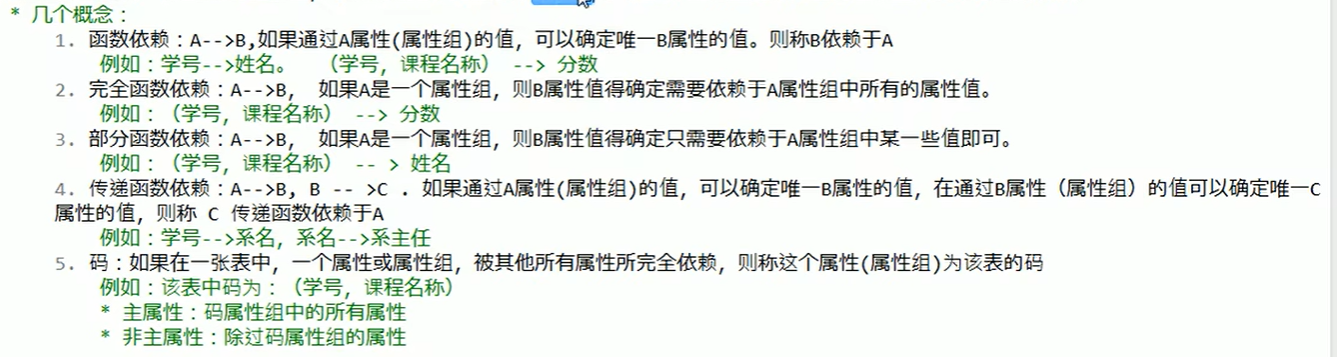 * 几个概念：
1. 函数依赖：A-->B,如果通过A属性(属性组)的值，可以确定唯一B属性的值。则称B依赖于A
例如：学号-->姓名。 （学号，课程名称） --> 分数
2. 完全函数依赖：A-->B， 如果A是一个属性组，则B属性值得确定需要依赖于A属性组中所有的属性值。
例如：（学号，课程名称） --> 分数
3. 部分函数依赖：A-->B， 如果A是一个属性组，则B属性值得确定只需要依赖于A属性组中某一些值即可。
例如：（学号，课程名称） -- > 姓名
4. 传递函数依赖：A-->B, B -- >C . 如果通过A属性(属性组)的值，可以确定唯一B属性的值，在通过B属性（属性组）的值可以确定唯一C
属性的值，则称 C 传递函数依赖于A
例如：学号-->系名，系名-->系主任
5. 码：如果在一张表中，一个属性或属性组，被其他所有属性所完全依赖，则称这个属性(属性组)为该表的码
例如：该表中码为：（学号，课程名称）
* 主属性：码属性组中的所有属性
* 非主属性：除过码属性组的属性